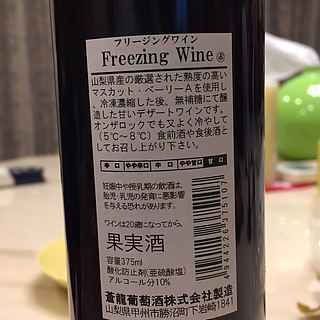 フリージングワイン
Freezing Wine
山梨県産の厳選された熟度の高い
マスカット・ベーリーAを使用し
、冷凍濃縮した後、無補糖にて醸
造した甘いデザートワインです。
オンザロックでも又よく冷やして
(5℃~8℃)食前酒や食後酒と
してお召し上がり下さい。
辛口 やや辛口 中口 やや甘口 甘口
妊娠中や授乳期の飲酒は、
胎児・乳児の発育に悪影響
を与える恐れがあります。
ワインは20歳になってから。
果実酒
容量375ml
酸化防止剤(亜硫酸塩)
アルコール分10%
蒼龍葡萄酒株式会社製造
山梨県甲州市勝沼町下岩崎1841
4944226375107